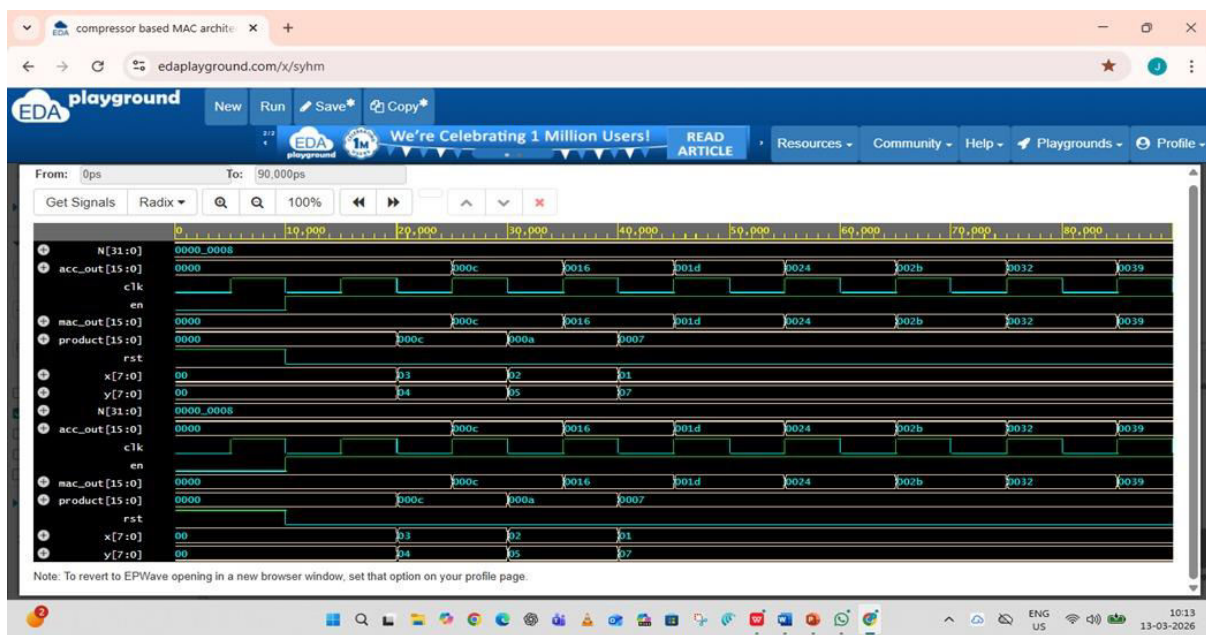 compressor based MAC archite
edaplayground.com/x/syhm
J
EDA playground New Run Save* Copy*
2/2 EDA playground 1M We're Celebrating 1 Million Users! READ ARTICLE Resources Community Help Playgrounds Profile
From: 0ps To: 90,000ps
Get Signals Radix 100%
0 10,000 20,000 30,000 40,000 50,000 60,000 70,000 80,000
N[31:0] 0000_0008
acc_out[15:0] 0000 000c 0016 001d 0024 002b 0032 0039
clk
en
mac_out[15:0] 0000 000c 0016 001d 0024 002b 0032 0039
product[15:0] 0000 000c 000a 0007
rst
x[7:0] 00 03 02 01
y[7:0] 00 04 05 07
N[31:0] 0000_0008
acc_out[15:0] 0000 000c 0016 001d 0024 002b 0032 0039
clk
en
mac_out[15:0] 0000 000c 0016 001d 0024 002b 0032 0039
product[15:0] 0000 000c 000a 0007
rst
x[7:0] 00 03 02 01
y[7:0] 00 04 05 07
Note: To revert to EPWave opening in a new browser window, set that option on your profile page.
2 ENG US 10:13 13-03-2026